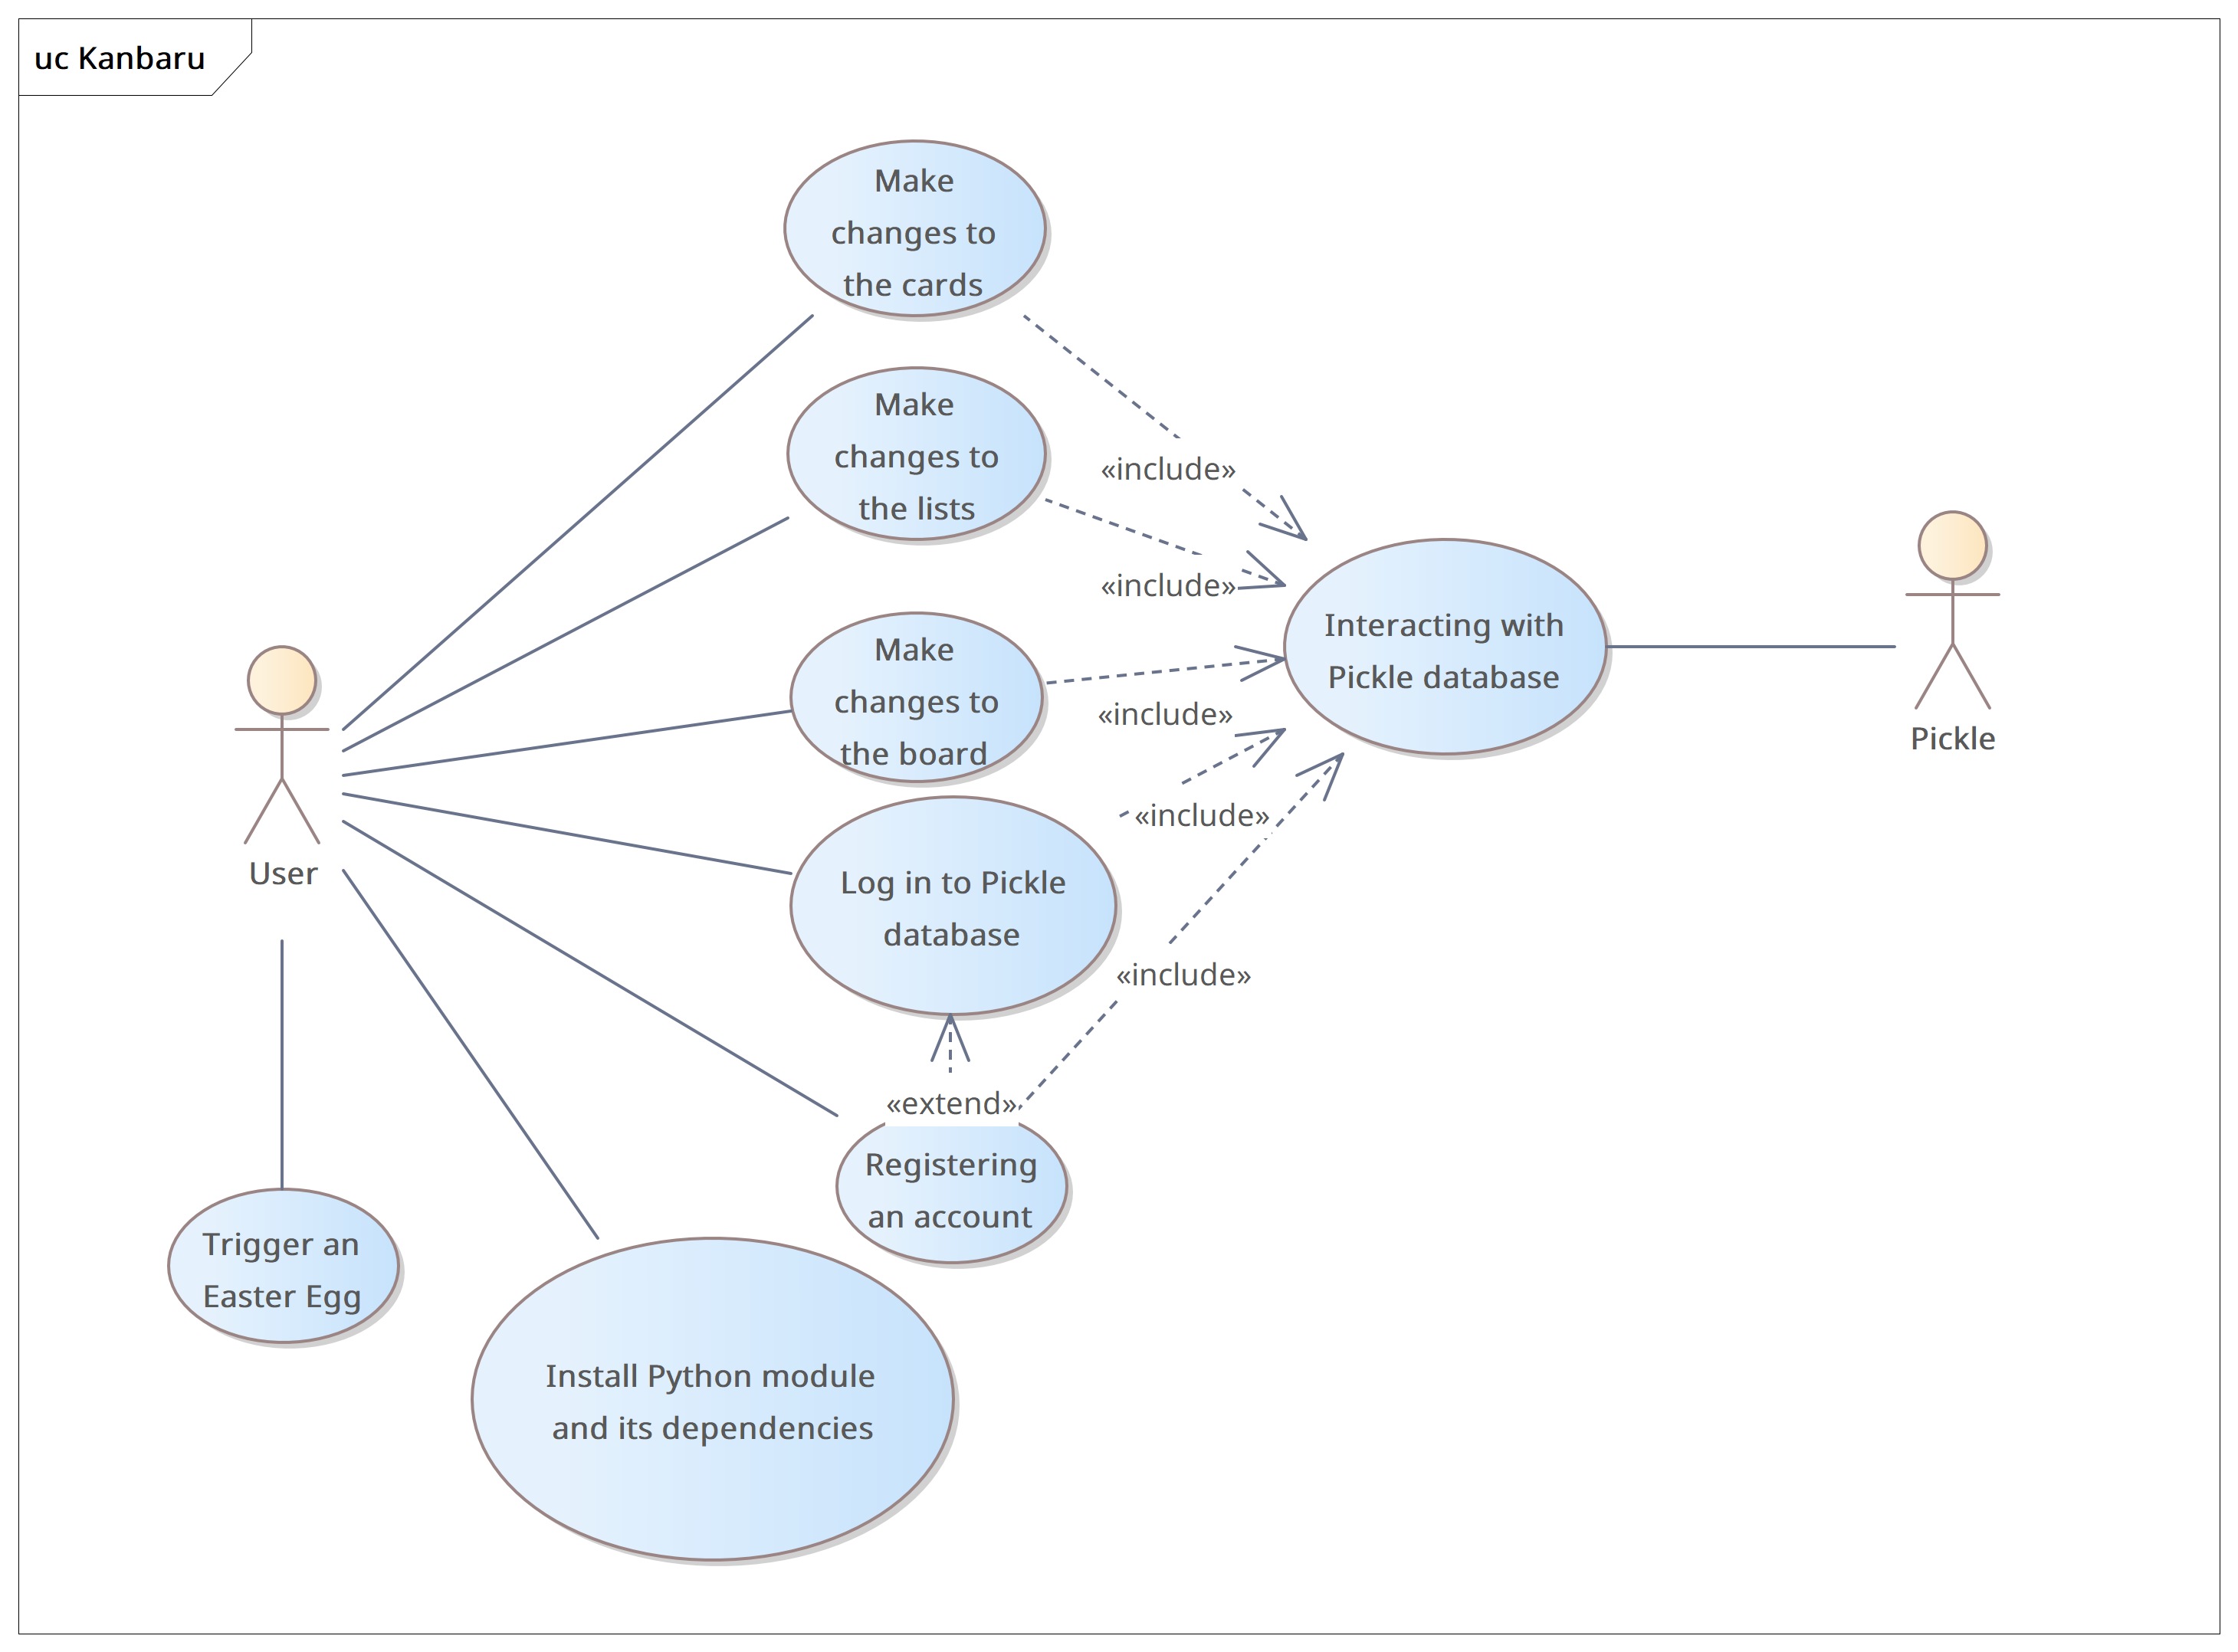 uc Kanbaru
Make
changes to
the cards
Make
changes to
the lists
«include»
«include»
Interacting with
Pickle database
Pickle
Make
changes to
the board
«include»
«include»
User
Log in to Pickle
database
«include»
«extend»
Registering
an account
Trigger an
Easter Egg
Install Python module
and its dependencies